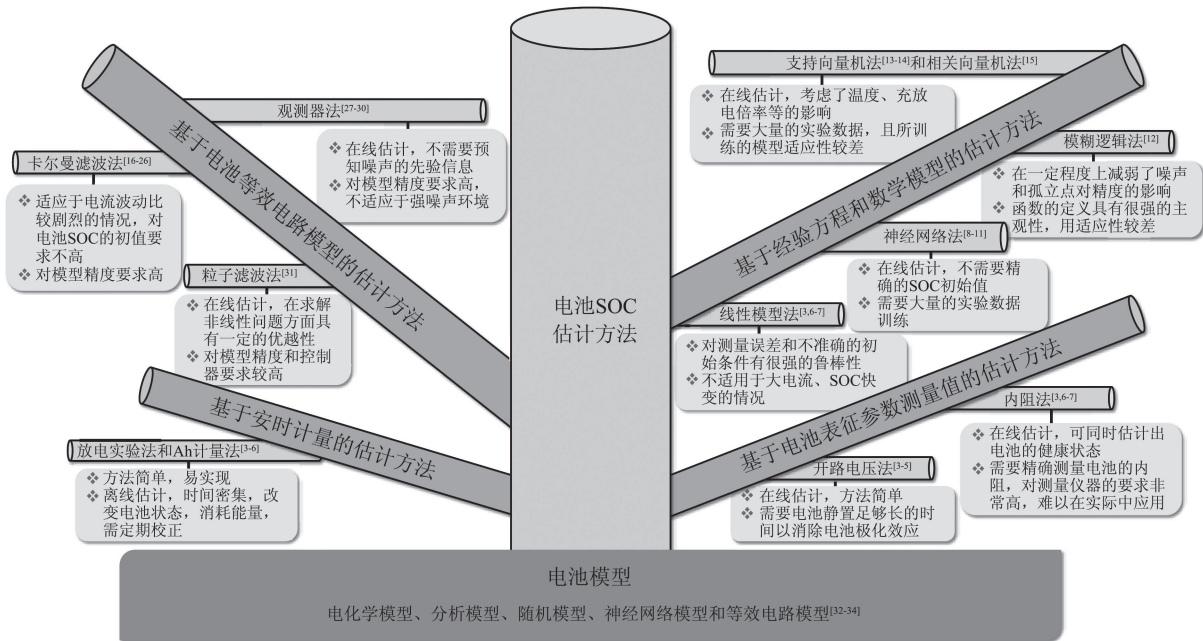 支持向量机法[13-14]和相关向量机法[15]
❖ 在线估计，考虑了温度、充放
电倍率等的影响
❖ 需要大量的实验数据，且所训
练的模型适应性较差
观测器法[27-30]
❖ 在线估计，不需要预
知噪声的先验信息
❖ 对模型精度要求高，
不适应于强噪声环境
基于电池等效电路模型的估计方法
卡尔曼滤波法[16-26]
❖ 适应于电流波动比
较剧烈的情况，对
电池SOC的初值要
求不高
❖ 对模型精度要求高
粒子滤波法[31]
❖ 在线估计，在求解
非线性问题方面具
有一定的优越性
❖ 对模型精度和控制
器要求较高
基于安时计量的估计方法
放电实验法和Ah计量法[3-6]
❖ 方法简单，易实现
❖ 离线估计，时间密集，改
变电池状态，消耗能量，
需定期校正
电池SOC
估计方法
基于经验方程和数学模型的估计方法
模糊逻辑法[12]
❖ 在一定程度上减弱了噪声
和孤立点对精度的影响
❖ 函数的定义具有很强的主
观性，用适应性较差
神经网络法[8-11]
❖ 在线估计，不需要精
确的SOC初始值
❖ 需要大量的实验数据
训练
线性模型法[3,6-7]
❖ 对测量误差和不准确的初
始条件有很强的鲁棒性
❖ 不适用于大电流、SOC快
变的情况
基于电池表征参数测量值的估计方法
内阻法[3,6-7]
❖ 在线估计，可同时估计出
电池的健康状态
❖ 需要精确测量电池的内
阻，对测量仪器的要求非
常高，难以在实际中应用
开路电压法[3-5]
❖ 在线估计，方法简单
❖ 需要电池静置足够长的时
间以消除电池极化效应
电池模型
电化学模型、分析模型、随机模型、神经网络模型和等效电路模型[32-34]